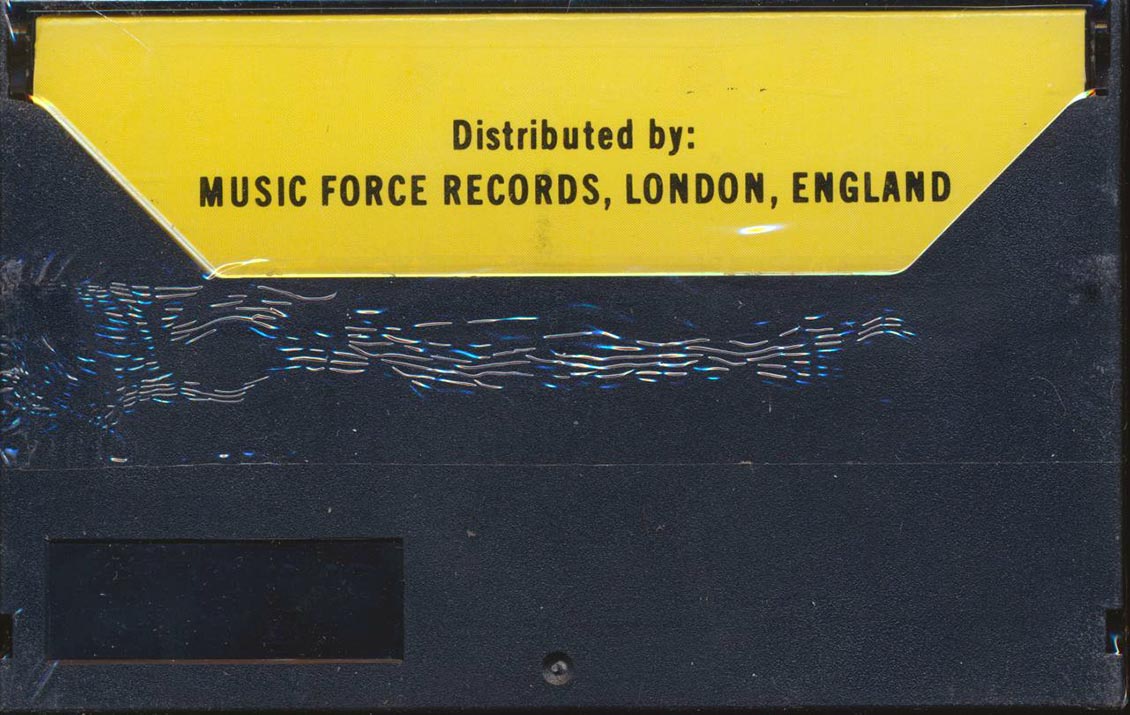 Distributed by:
MUSIC FORCE RECORDS, LONDON, ENGLAND